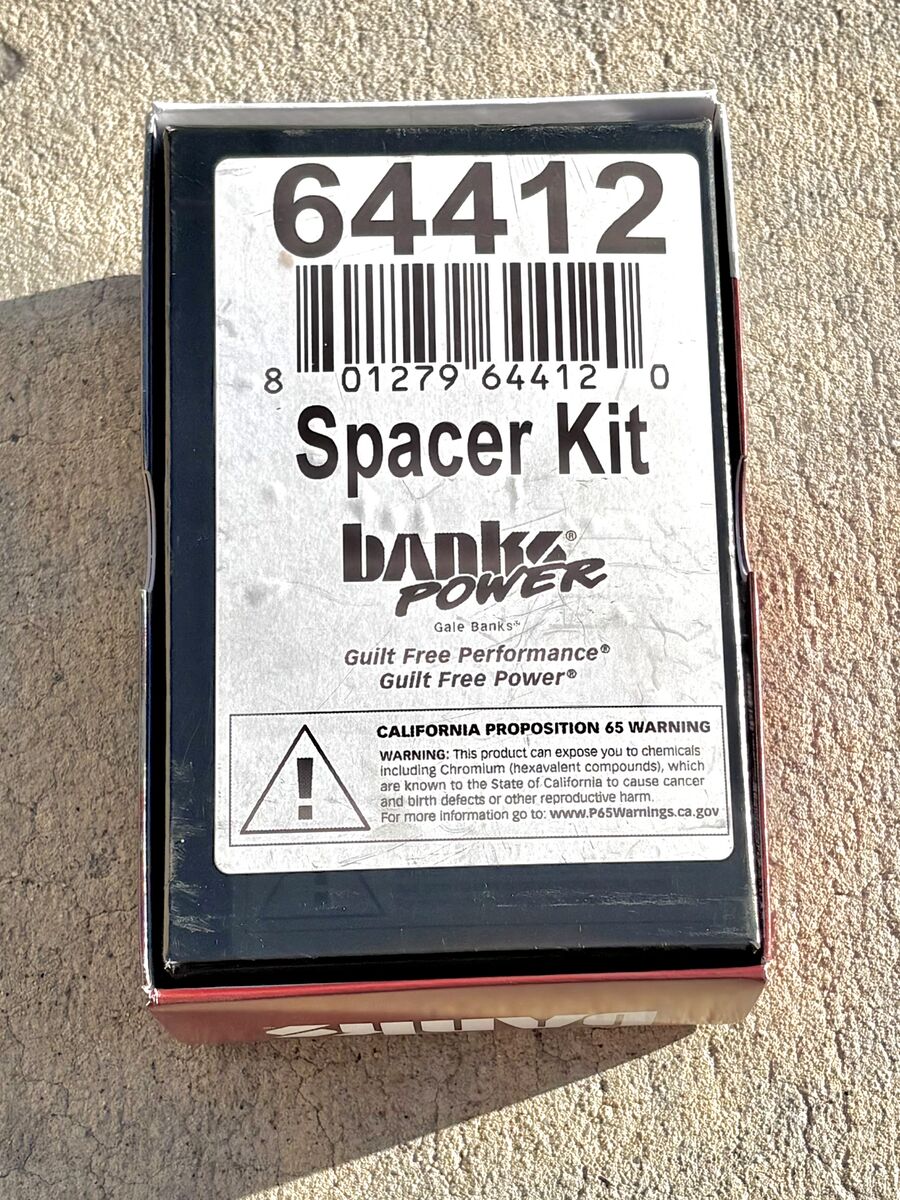 64412
8 01279 64412 0
Spacer Kit
banks®
POWER
Gale Banks℠
Guilt Free Performance®
Guilt Free Power®
CALIFORNIA PROPOSITION 65 WARNING
WARNING: This product can expose you to chemicals
including Chromium (hexavalent compounds), which
are known to the State of California to cause cancer
and birth defects or other reproductive harm.
For more information go to: www.P65Warnings.ca.gov
banks